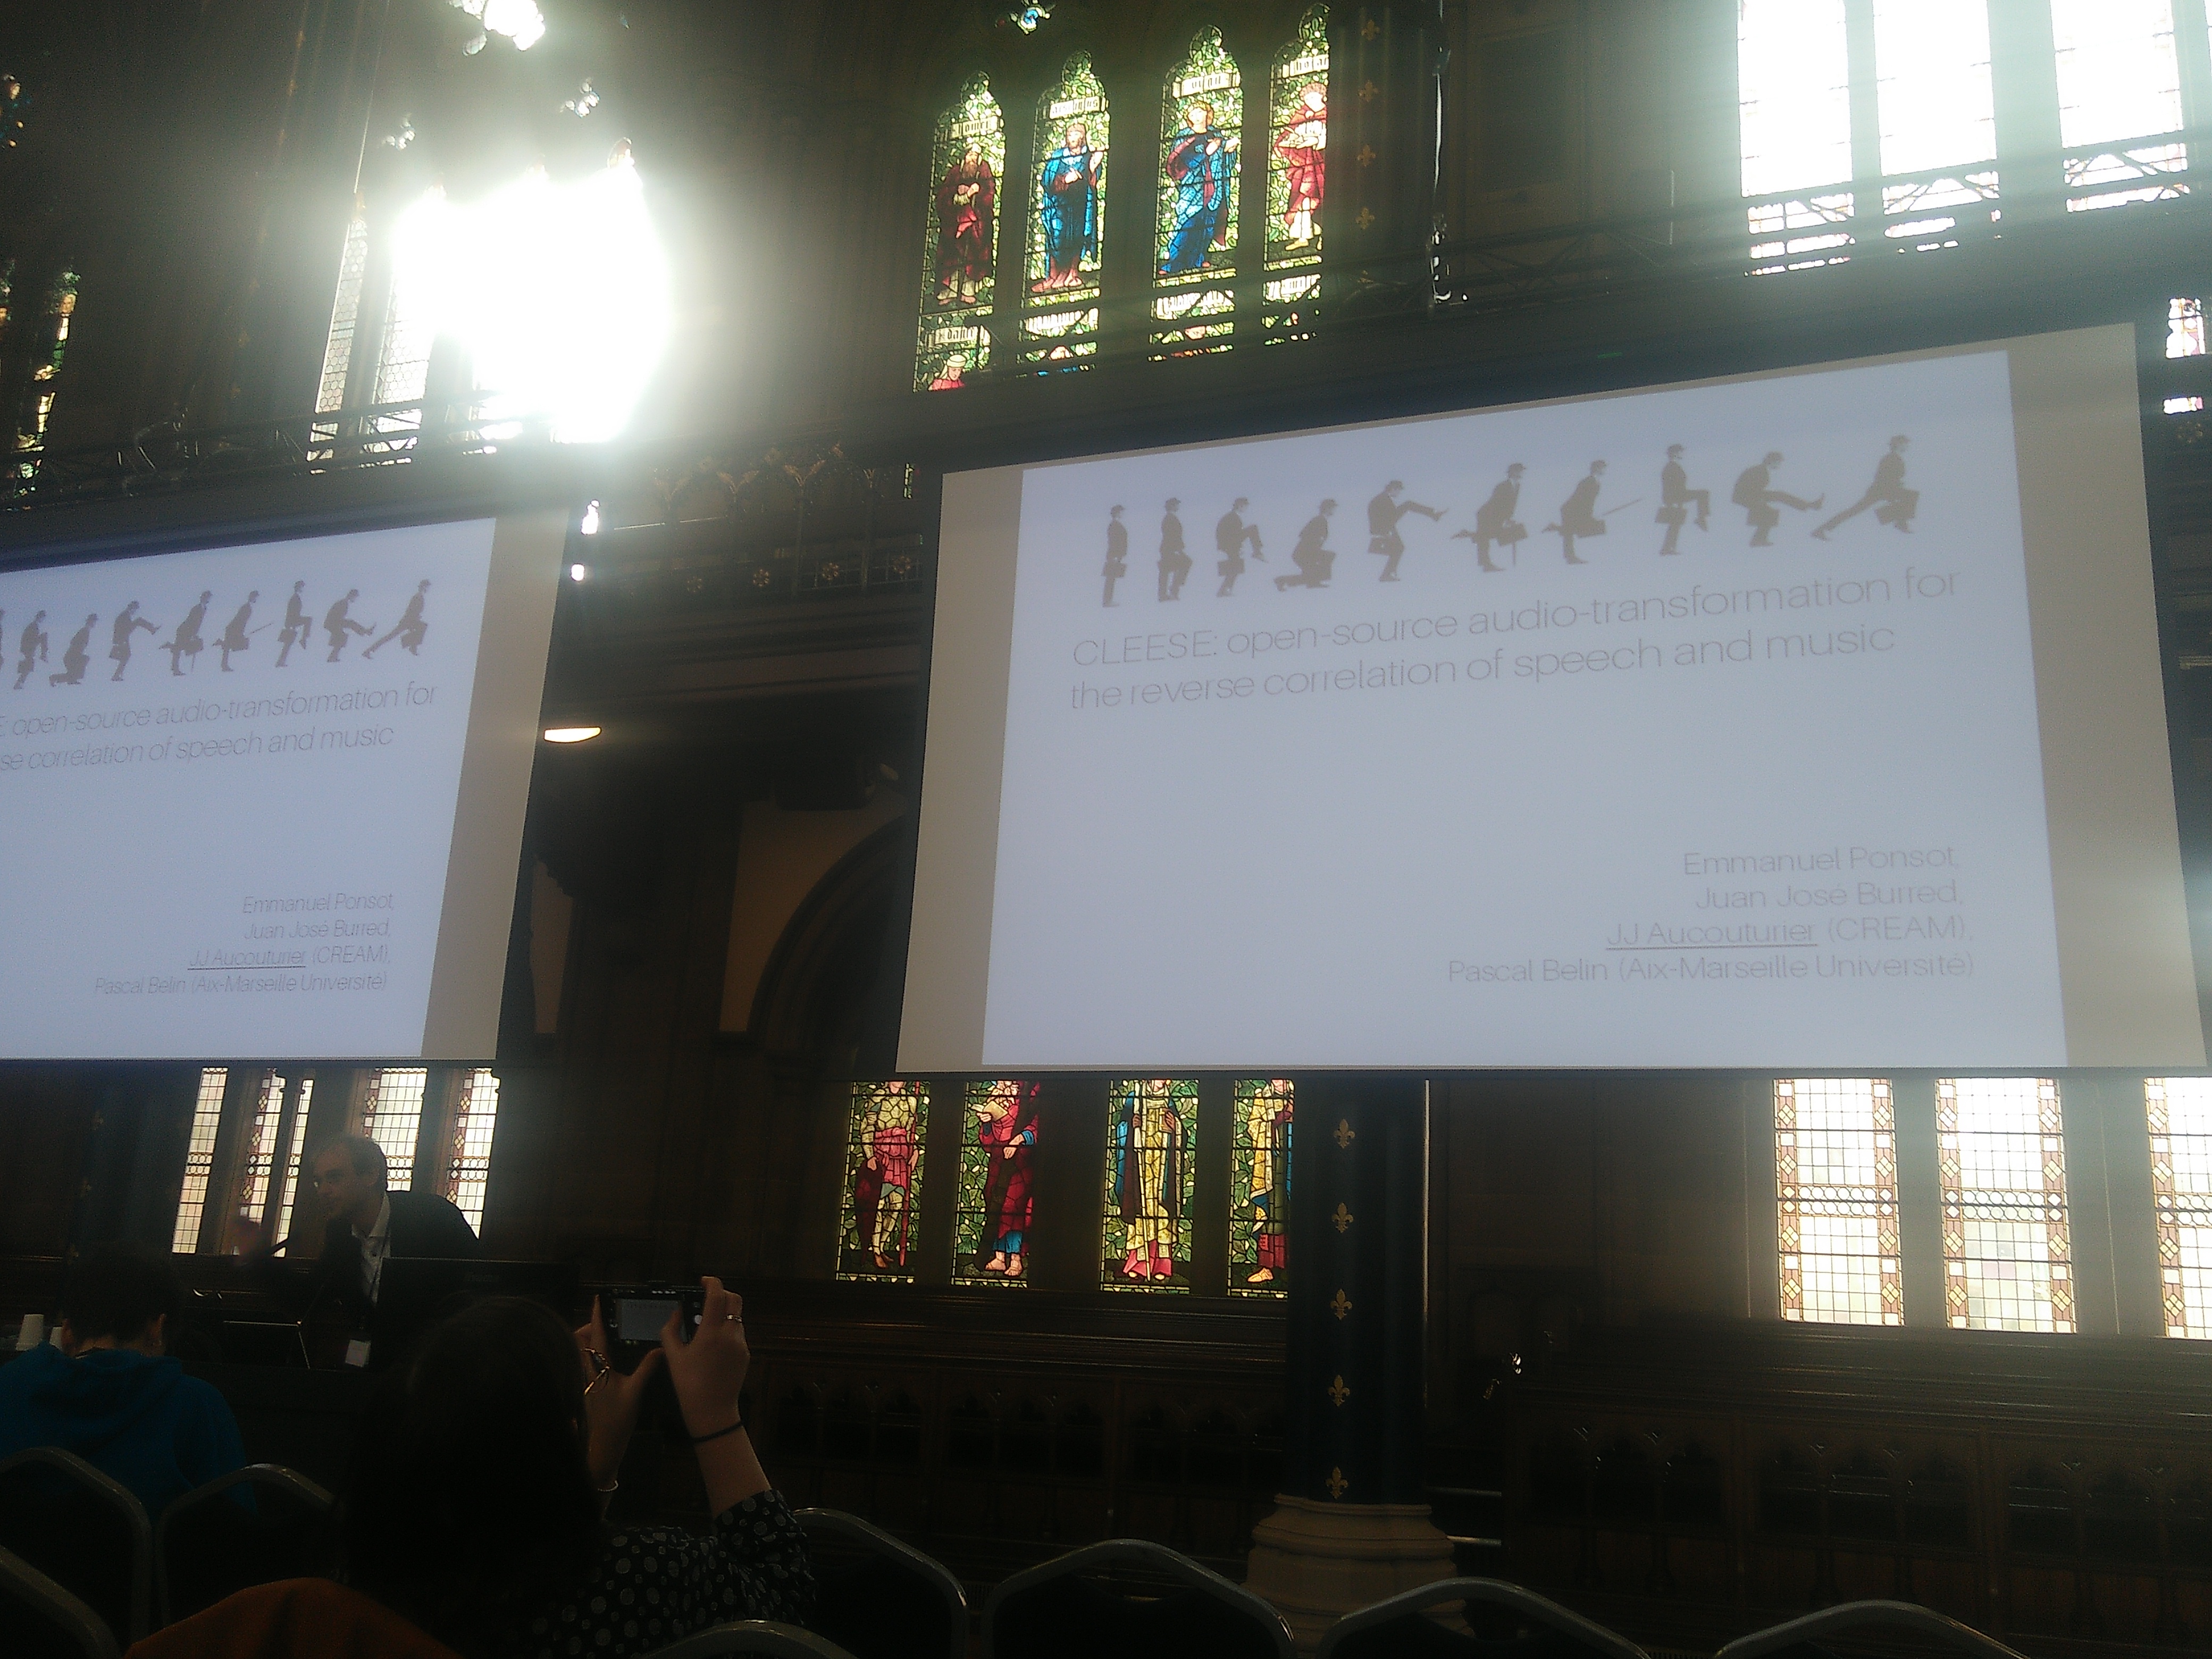 CLEESE: open-source audio-transformation for
the reverse correlation of speech and music
Emmanuel Ponsot,
Juan José Burred,
JJ Aucouturier (CREAM),
Pascal Belin (Aix-Marseille Université)
open-source audio-transformation for
correlation of speech and music
Emmanuel Ponsot,
Juan José Burred,
JJ Aucouturier (CREAM),
Pascal Belin (Aix-Marseille Université)